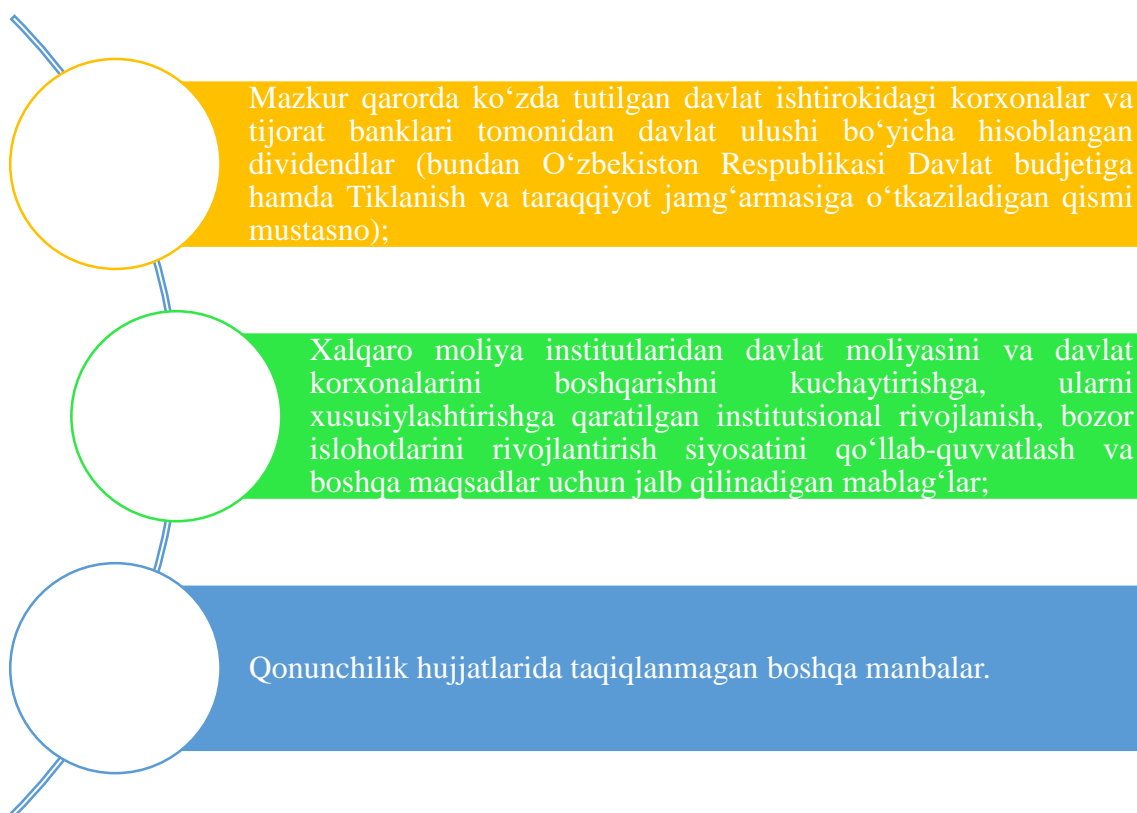 Mazkur qarorda ko‘zda tutilgan davlat ishtirokidagi korxonalar va
tijorat banklari tomonidan davlat ulushi bo‘yicha hisoblangan
dividendlar (bundan O‘zbekiston Respublikasi Davlat budjetiga
hamda Tiklanish va taraqqiyot jamg‘armasiga o‘tkaziladigan qismi
mustasno);
Xalqaro moliya institutlaridan davlat moliyasini va davlat
korxonalarini boshqarishni kuchaytirishga, ularni
xususiylashtirishga qaratilgan institutsional rivojlanish, bozor
islohotlarini rivojlantirish siyosatini qo‘llab-quvvatlash va
boshqa maqsadlar uchun jalb qilinadigan mablag‘lar;
Qonunchilik hujjatlarida taqiqlanmagan boshqa manbalar.